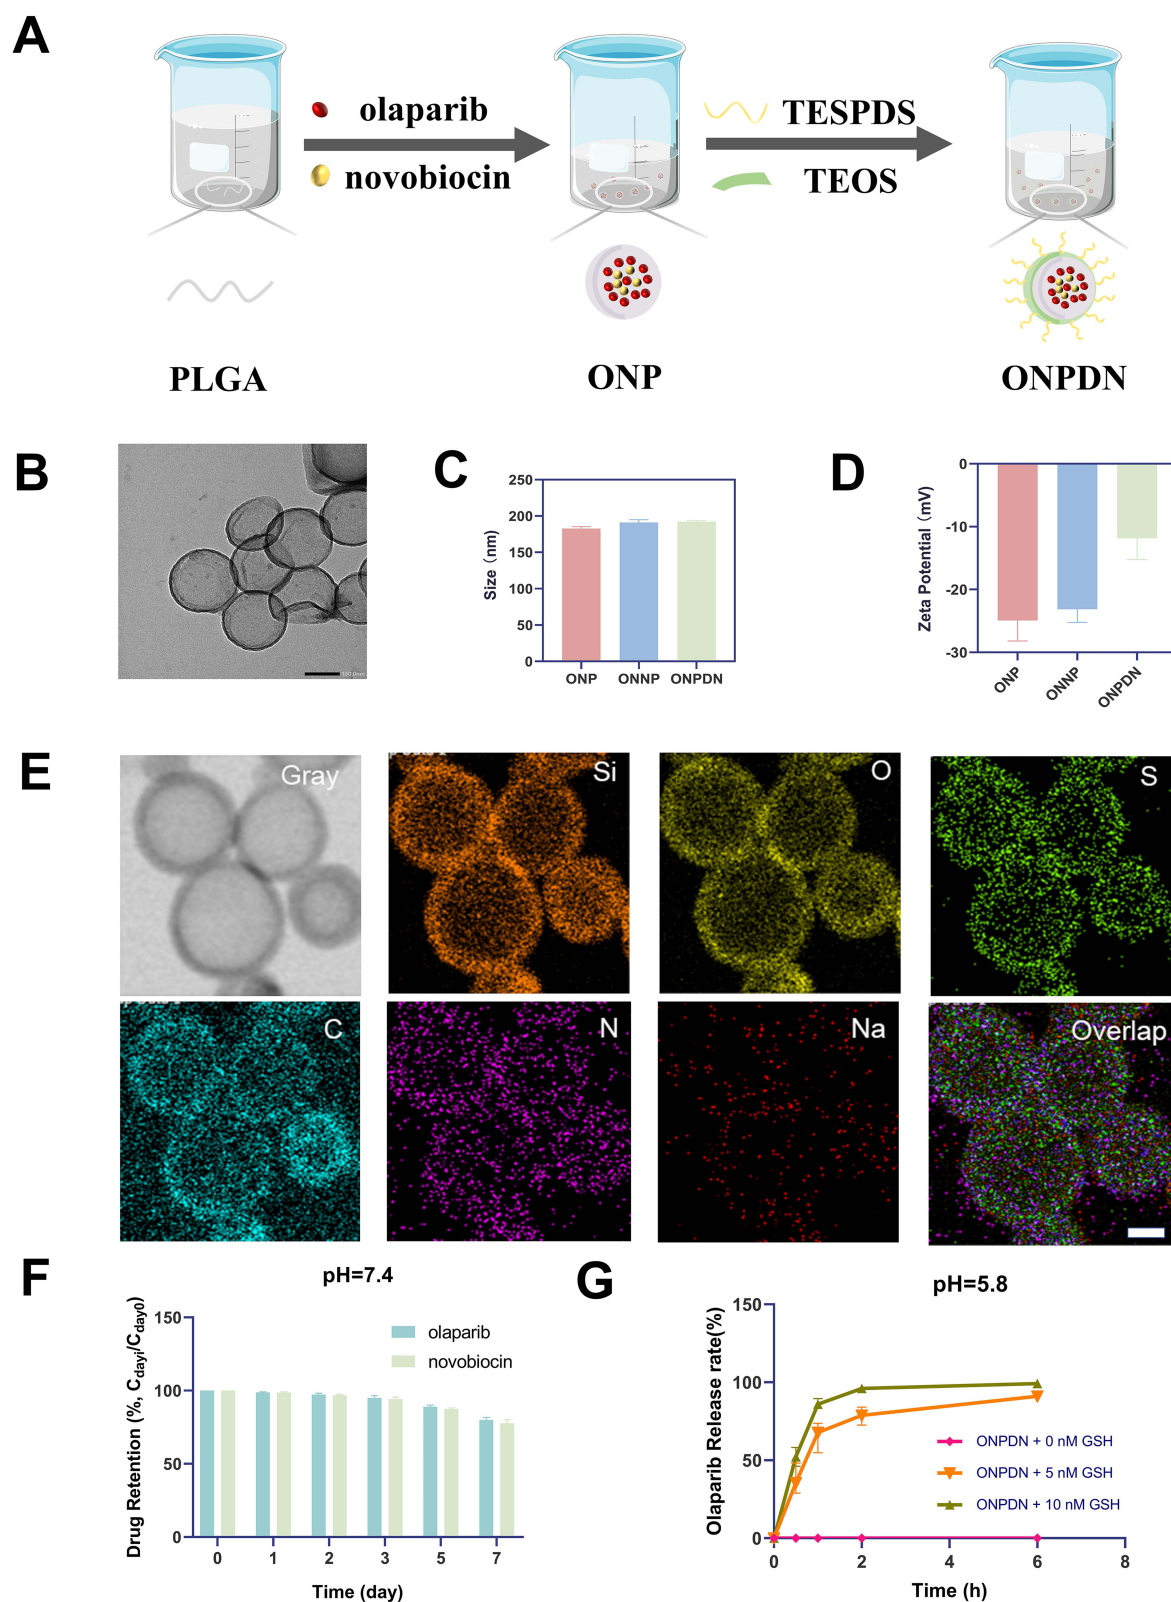 A
olaparib
novobiocin
TESPDS
TEOS
PLGA
ONP
ONPDN
B
100.0nm
C
Size (nm)
250
200
150
100
50
0
ONP
ONNP
ONPDN
D
Zeta Potential (mV)
0
-10
-20
-30
ONP
ONNP
ONPDN
E
Gray
Si
O
S
C
N
Na
Overlap
F
pH=7.4
Drug Retention (%, Cdayi/Cday0)
150
100
50
0
olaparib
novobiocin
0
1
2
3
5
7
Time (day)
G
pH=5.8
Olaparib Release rate(%)
150
100
50
0
ONPDN + 0 nM GSH
ONPDN + 5 nM GSH
ONPDN + 10 nM GSH
0
2
4
6
8
Time (h)